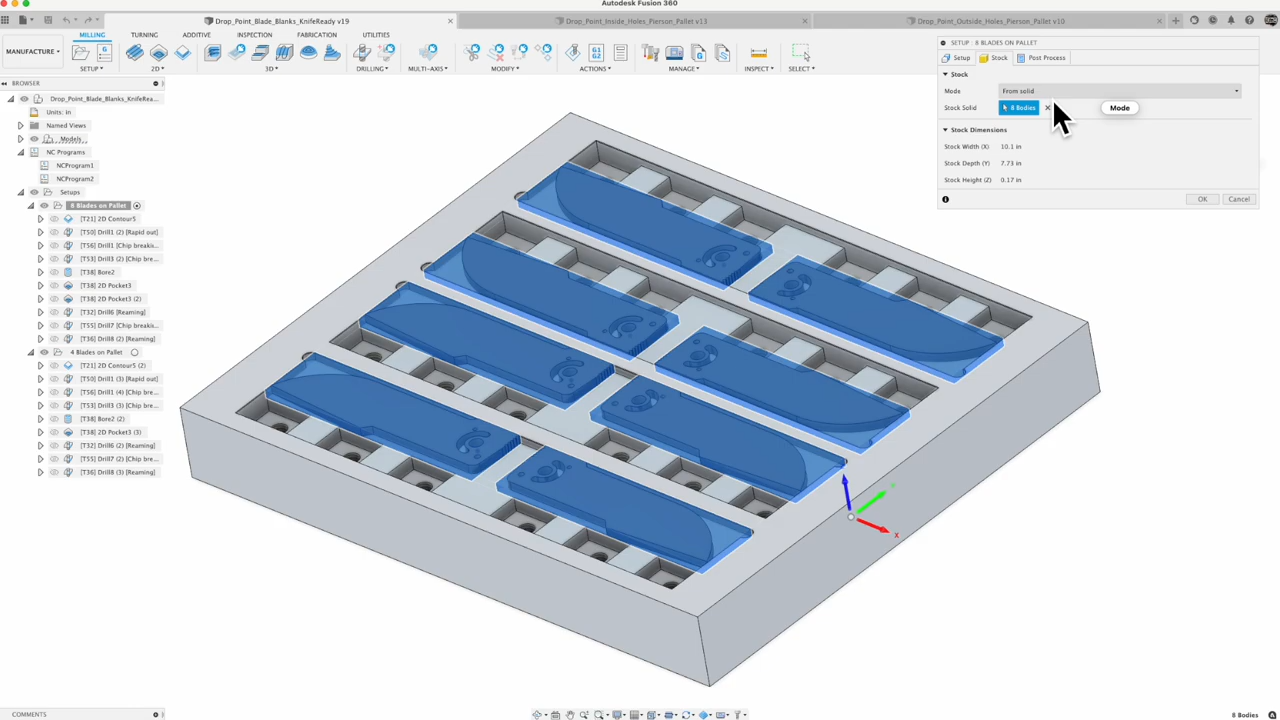 Autodesk Fusion 360
Drop_Point_Blade_Blanks_KnifeReady v19
Drop_Point_Inside_Holes_Pierson_Pallet v13
Drop_Point_Outside_Holes_Pierson_Pallet v10
MANUFACTURE
MILLING TURNING ADDITIVE INSPECTION FABRICATION UTILITIES
SETUP 2D 3D DRILLING MULTI-AXIS MODIFY ACTIONS MANAGE INSPECT SELECT
G1
G2
BROWSER
Drop_Point_Blade_Blanks_KnifeRea...
Units: in
Named Views
Models
NC Programs
NCProgram1
NCProgram2
Setups
8 Blades on Pallet
[T21] 2D Contour5
[T50] Drill1 (2) [Rapid out]
[T56] Drill1 [Chip breaking...
[T53] Drill3 (2) [Chip bre...
[T38] Bore2
[T38] 2D Pocket3
[T38] 2D Pocket3 (2)
[T32] Drill6 [Reaming]
[T55] Drill7 [Chip breakin...
[T36] Drill8 (2) [Reaming]
4 Blades on Pallet
[T21] 2D Contour5 (2)
[T50] Drill1 (3) [Rapid out]
[T56] Drill1 (4) [Chip bre...
[T53] Drill3 (3) [Chip bre...
[T38] Bore2 (2)
[T38] 2D Pocket3 (3)
[T32] Drill6 (2) [Reaming]
[T55] Drill7 (2) [Chip bre...
[T36] Drill8 (3) [Reaming]
SETUP : 8 BLADES ON PALLET
Setup Stock Post Process
Stock
Mode From solid
Stock Solid 8 Bodies
Mode
Stock Dimensions
Stock Width (X) 10.1 in
Stock Depth (Y) 7.73 in
Stock Height (Z) 0.17 in
OK Cancel
X
COMMENTS
8 Bodies